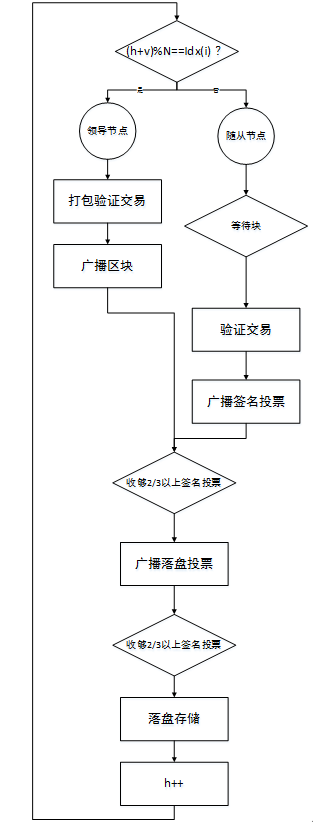 (h+v)%N==Idx(i) ?
是
否
领导节点
随从节点
打包验证交易
等待块
广播区块
验证交易
广播签名投票
收够2/3以上签名投票
广播落盘投票
收够2/3以上签名投票
落盘存储
h++